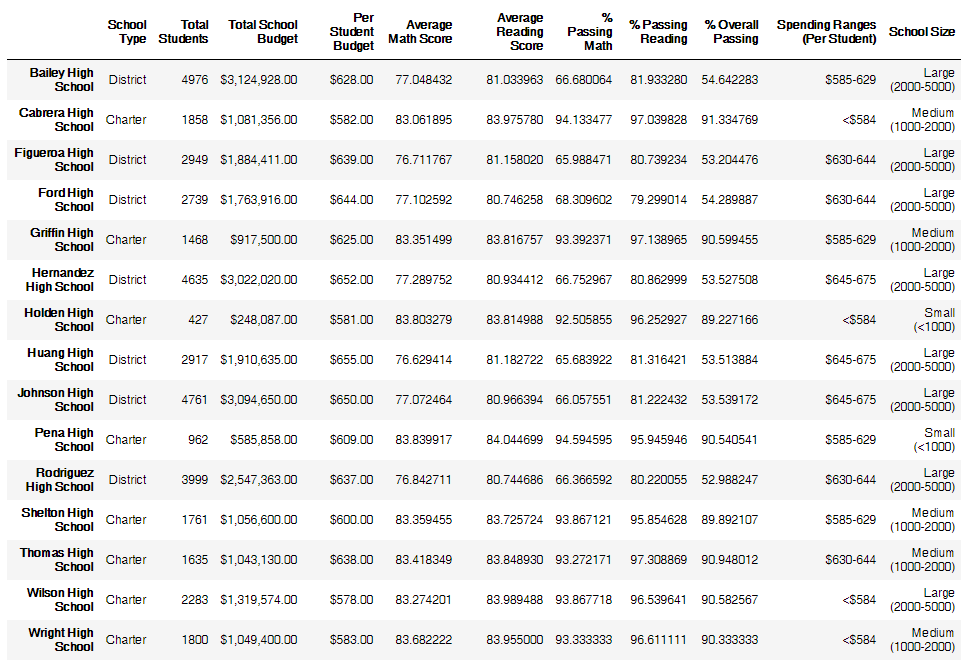 School Type Total Students Total School Budget Per Student Budget Average Math Score Average Reading Score % Passing Math % Passing Reading % Overall Passing Spending Ranges (Per Student) School Size
Bailey High School District 4976 $3,124,928.00 $628.00 77.048432 81.033963 66.680064 81.933280 54.642283 $585-629 Large (2000-5000)
Cabrera High School Charter 1858 $1,081,356.00 $582.00 83.061895 83.975780 94.133477 97.039828 91.334769 <$584 Medium (1000-2000)
Figueroa High School District 2949 $1,884,411.00 $639.00 76.711767 81.158020 65.988471 80.739234 53.204476 $630-644 Large (2000-5000)
Ford High School District 2739 $1,763,916.00 $644.00 77.102592 80.746258 68.309602 79.299014 54.289887 $630-644 Large (2000-5000)
Griffin High School Charter 1468 $917,500.00 $625.00 83.351499 83.816757 93.392371 97.138965 90.599455 $585-629 Medium (1000-2000)
Hernandez High School District 4635 $3,022,020.00 $652.00 77.289752 80.934412 66.752967 80.862999 53.527508 $645-675 Large (2000-5000)
Holden High School Charter 427 $248,087.00 $581.00 83.803279 83.814988 92.505855 96.252927 89.227166 <$584 Small (<1000)
Huang High School District 2917 $1,910,635.00 $655.00 76.629414 81.182722 65.683922 81.316421 53.513884 $645-675 Large (2000-5000)
Johnson High School District 4761 $3,094,650.00 $650.00 77.072464 80.966394 66.057551 81.222432 53.539172 $645-675 Large (2000-5000)
Pena High School Charter 962 $585,858.00 $609.00 83.839917 84.044699 94.594595 95.945946 90.540541 $585-629 Small (<1000)
Rodriguez High School District 3999 $2,547,363.00 $637.00 76.842711 80.744686 66.366592 80.220055 52.988247 $630-644 Large (2000-5000)
Shelton High School Charter 1761 $1,056,600.00 $600.00 83.359455 83.725724 93.867121 95.854628 89.892107 $585-629 Medium (1000-2000)
Thomas High School Charter 1635 $1,043,130.00 $638.00 83.418349 83.848930 93.272171 97.308869 90.948012 $630-644 Medium (1000-2000)
Wilson High School Charter 2283 $1,319,574.00 $578.00 83.274201 83.989488 93.867718 96.539641 90.582567 <$584 Large (2000-5000)
Wright High School Charter 1800 $1,049,400.00 $583.00 83.682222 83.955000 93.333333 96.611111 90.333333 <$584 Medium (1000-2000)